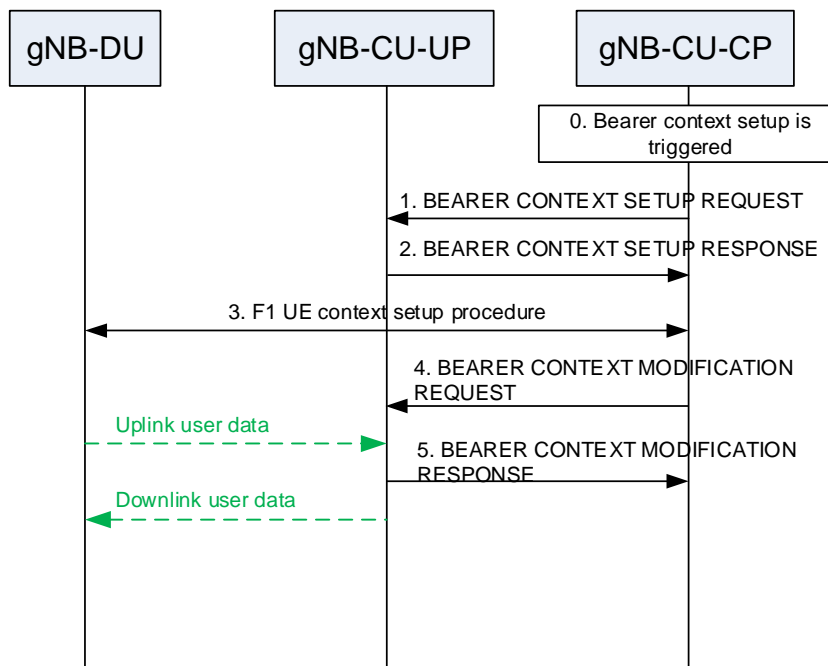 gNB-DU
gNB-CU-UP
gNB-CU-CP
0. Bearer context setup is
triggered
1. BEARER CONTEXT SETUP REQUEST
2. BEARER CONTEXT SETUP RESPONSE
3. F1 UE context setup procedure
4. BEARER CONTEXT MODIFICATION
REQUEST
Uplink user data
5. BEARER CONTEXT MODIFICATION
RESPONSE
Downlink user data